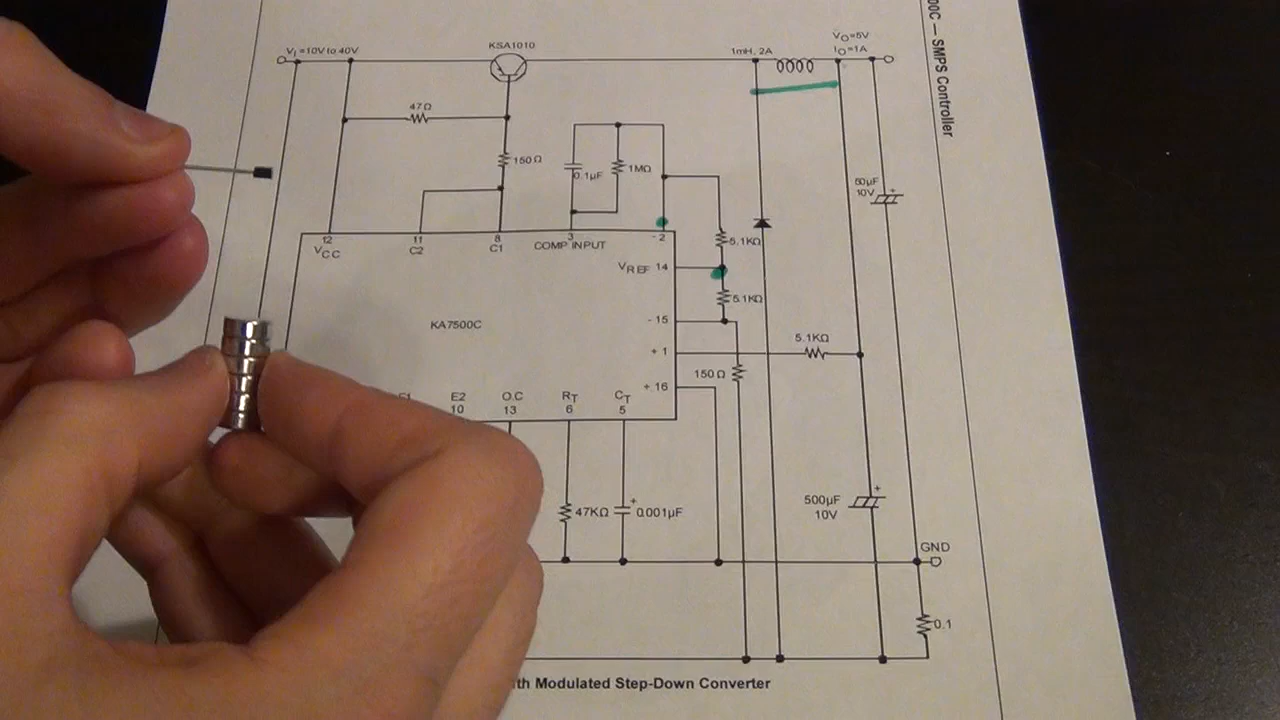 00C — SMPS Controller
VI =10V to 40V
KSA1010
1mH, 2A
VO=5V
IO=1A
47Ω
150Ω
0.1µF
1MΩ
50µF
10V
12
VCC
11
C2
8
C1
3
COMP INPUT
- 2
5.1KΩ
VREF 14
5.1KΩ
KA7500C
- 15
+ 1
5.1KΩ
150Ω
+ 16
E1
E2
10
O.C
13
RT
6
CT
5
47KΩ
+
0.001µF
500µF
10V
+
+
GND
0.1
th Modulated Step-Down Converter